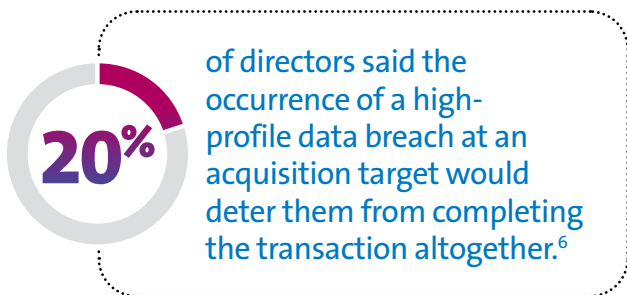 20%
of directors said the
occurrence of a high-
profile data breach at an
acquisition target would
deter them from completing
the transaction altogether.6